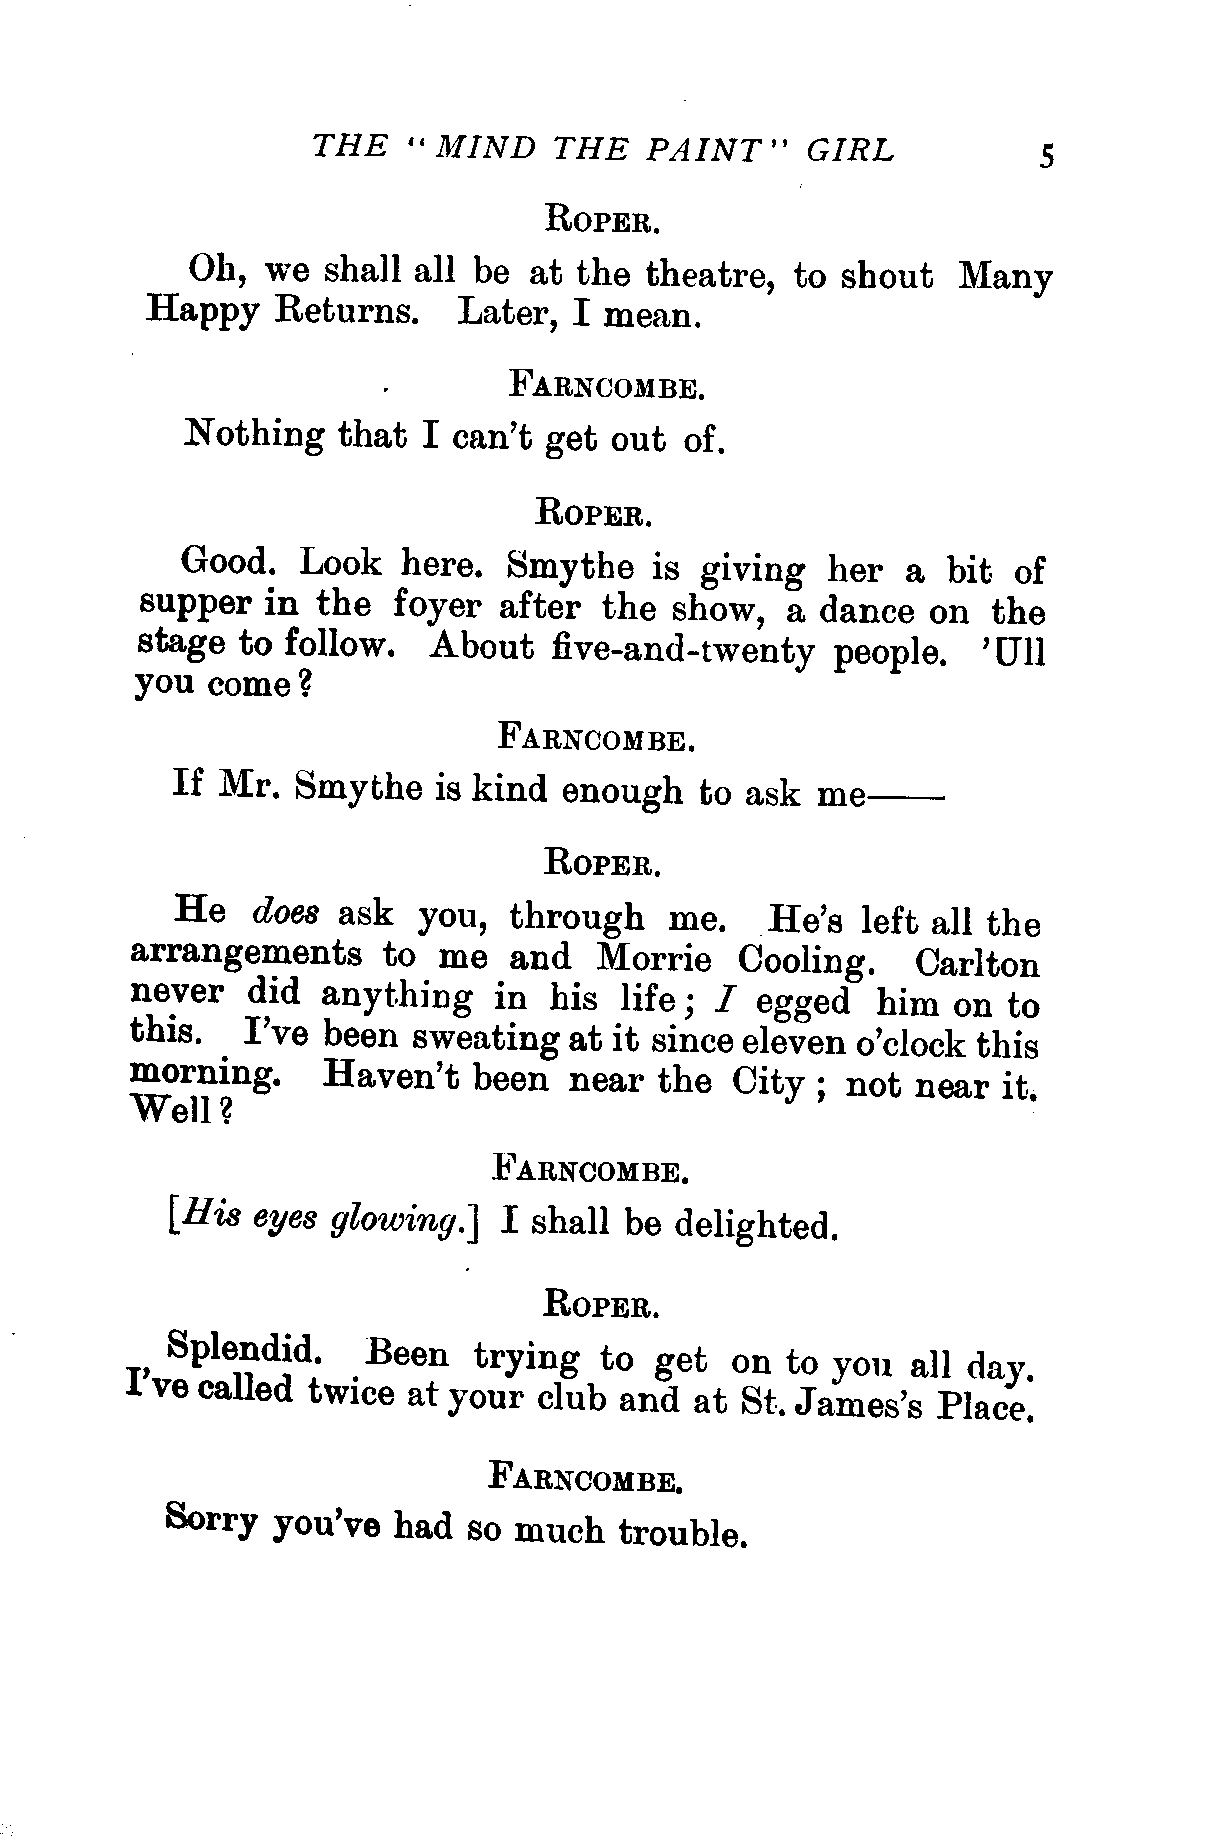 THE "MIND THE PAINT" GIRL 5
ROPER.
Oh, we shall all be at the theatre, to shout Many
Happy Returns. Later, I mean.
FARNCOMBE.
Nothing that I can't get out of.
ROPER.
Good. Look here. Smythe is giving her a bit of
supper in the foyer after the show, a dance on the
stage to follow. About five-and-twenty people. 'Ull
you come?
FARNCOMBE.
If Mr. Smythe is kind enough to ask me——
ROPER.
He does ask you, through me. He's left all the
arrangements to me and Morrie Cooling. Carlton
never did anything in his life; I egged him on to
this. I've been sweating at it since eleven o'clock this
morning. Haven't been near the City; not near it.
Well?
FARNCOMBE.
[His eyes glowing.] I shall be delighted.
ROPER.
Splendid. Been trying to get on to you all day.
I've called twice at your club and at St. James's Place.
FARNCOMBE.
Sorry you've had so much trouble.